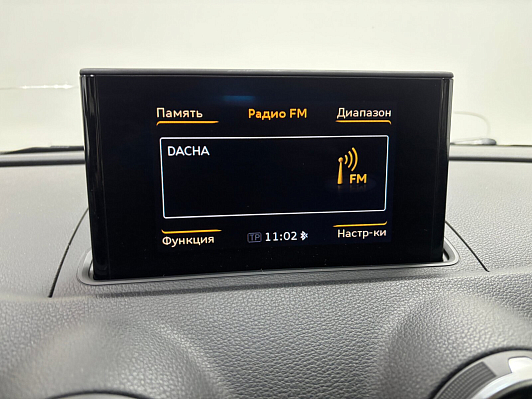 Память Радио FM Диапазон
DACHA
FM
Функция TP 11:02 Настр-ки